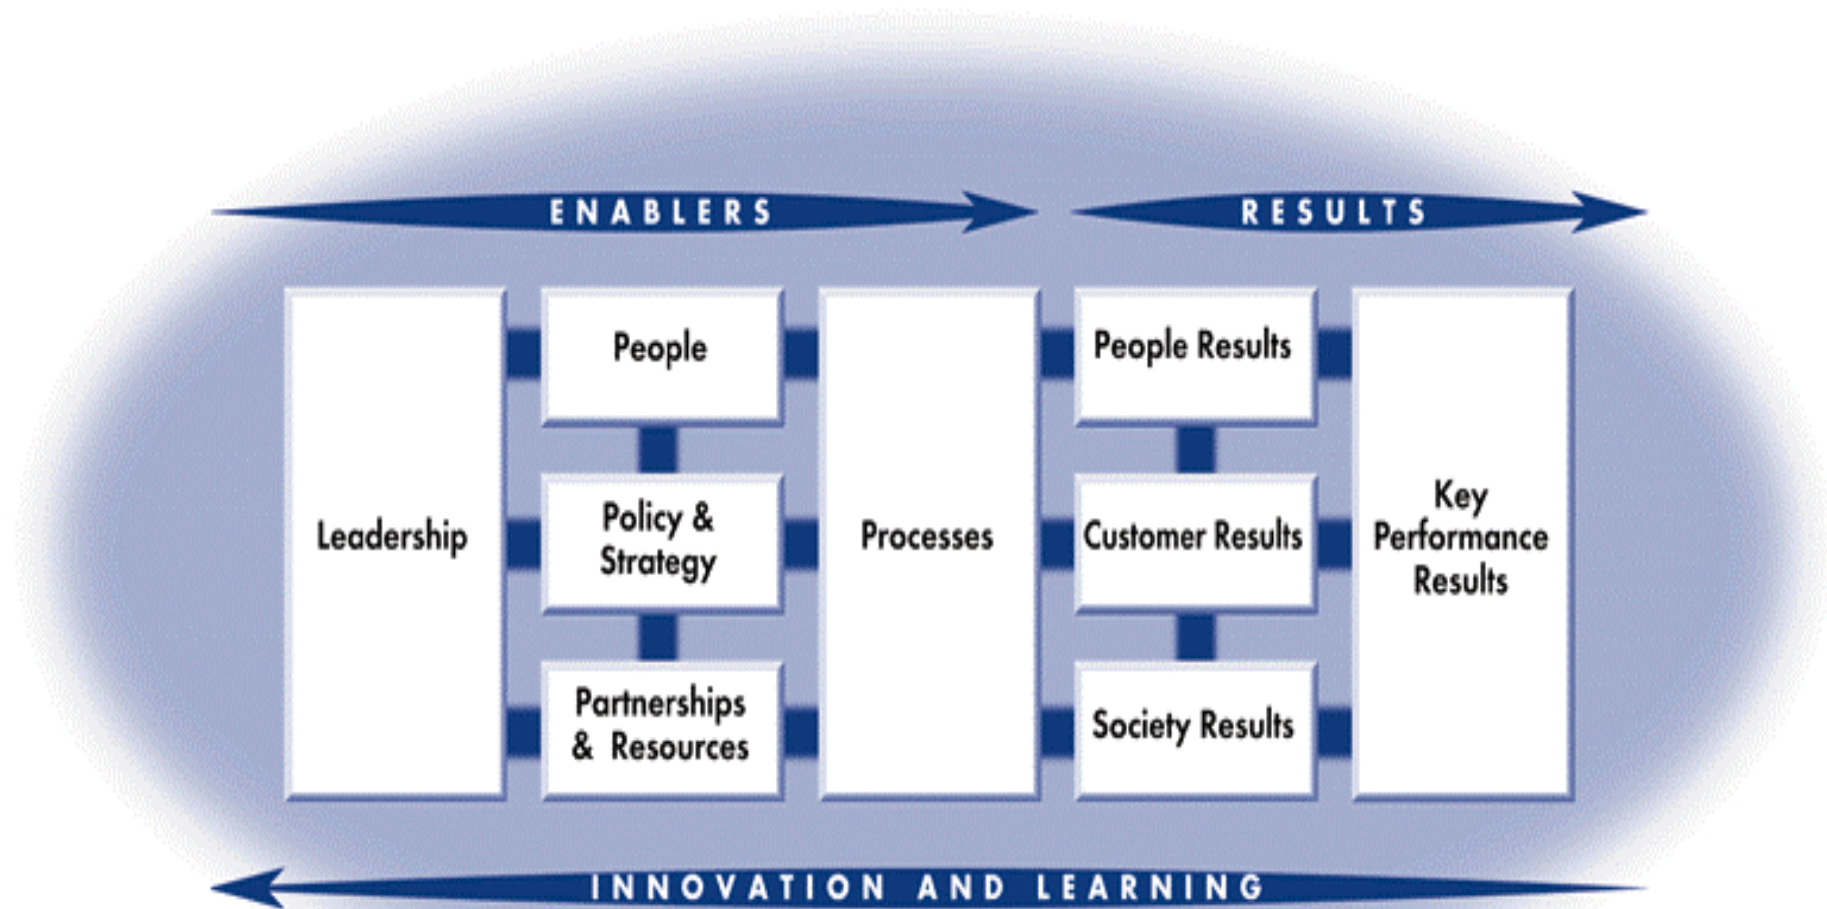 ENABLERS
RESULTS
Leadership
People
Policy &
Strategy
Partnerships
& Resources
Processes
People Results
Customer Results
Society Results
Key
Performance
Results
INNOVATION AND LEARNING